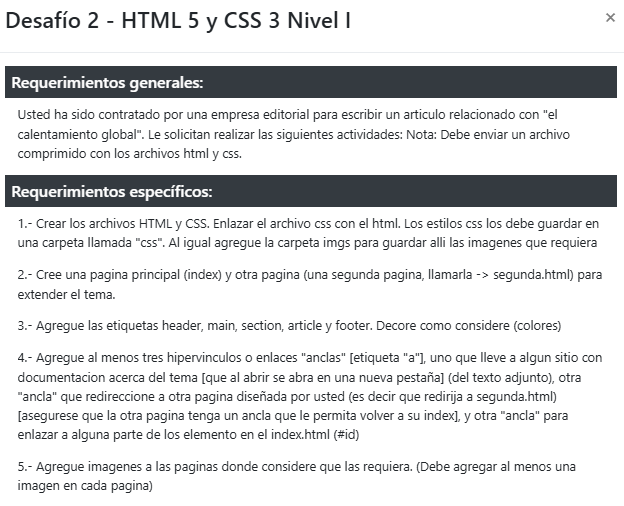 Desafío 2 - HTML 5 y CSS 3 Nivel I
×
Requerimientos generales:
Usted ha sido contratado por una empresa editorial para escribir un articulo relacionado con "el
calentamiento global". Le solicitan realizar las siguientes actividades: Nota: Debe enviar un archivo
comprimido con los archivos html y css.
Requerimientos específicos:
1.- Crear los archivos HTML y CSS. Enlazar el archivo css con el html. Los estilos css los debe guardar en
una carpeta llamada "css". Al igual agregue la carpeta imgs para guardar alli las imagenes que requiera
2.- Cree una pagina principal (index) y otra pagina (una segunda pagina, llamarla -> segunda.html) para
extender el tema.
3.- Agregue las etiquetas header, main, section, article y footer. Decore como considere (colores)
4.- Agregue al menos tres hipervinculos o enlaces "anclas" [etiqueta "a"], uno que lleve a algun sitio con
documentacion acerca del tema [que al abrir se abra en una nueva pestaña] (del texto adjunto), otra
"ancla" que redireccione a otra pagina diseñada por usted (es decir que redirija a segunda.html)
[asegurese que la otra pagina tenga un ancla que le permita volver a su index], y otra "ancla" para
enlazar a alguna parte de los elemento en el index.html (#id)
5.- Agregue imagenes a las paginas donde considere que las requiera. (Debe agregar al menos una
imagen en cada pagina)